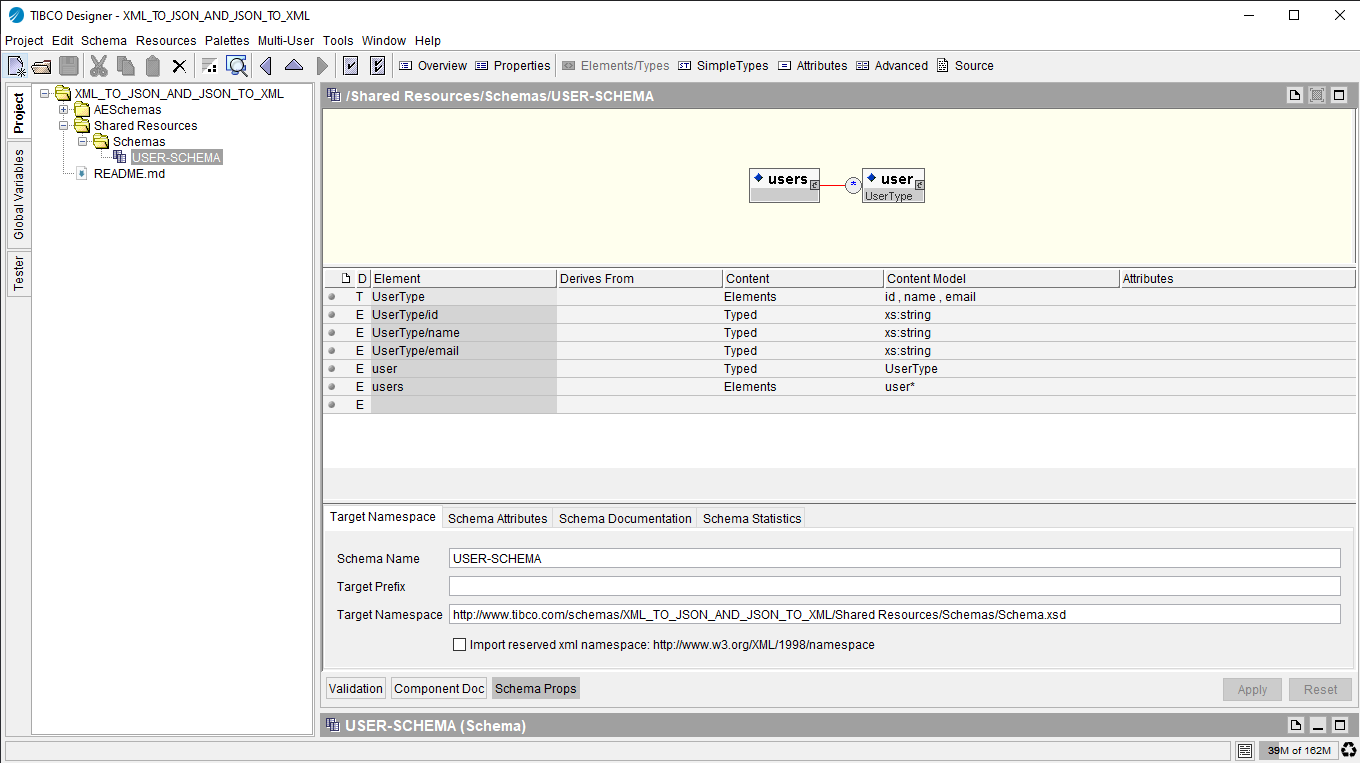 TIBCO Designer - XML_TO_JSON_AND_JSON_TO_XML
Project Edit Schema Resources Palettes Multi-User Tools Window Help
Overview Properties Elements/Types SimpleTypes Attributes Advanced Source
Project
Global Variables
Tester
XML_TO_JSON_AND_JSON_TO_XML
AESchemas
Shared Resources
Schemas
USER-SCHEMA
README.md
/Shared Resources/Schemas/USER-SCHEMA
users * user
UserType
D Element Derives From Content Content Model Attributes
T UserType Elements id , name , email
E UserType/id Typed xs:string
E UserType/name Typed xs:string
E UserType/email Typed xs:string
E user Typed UserType
E users Elements user*
E
Target Namespace Schema Attributes Schema Documentation Schema Statistics
Schema Name USER-SCHEMA
Target Prefix
Target Namespace http://www.tibco.com/schemas/XML_TO_JSON_AND_JSON_TO_XML/Shared Resources/Schemas/Schema.xsd
Import reserved xml namespace: http://www.w3.org/XML/1998/namespace
Validation Component Doc Schema Props Apply Reset
USER-SCHEMA (Schema)
39M of 162M